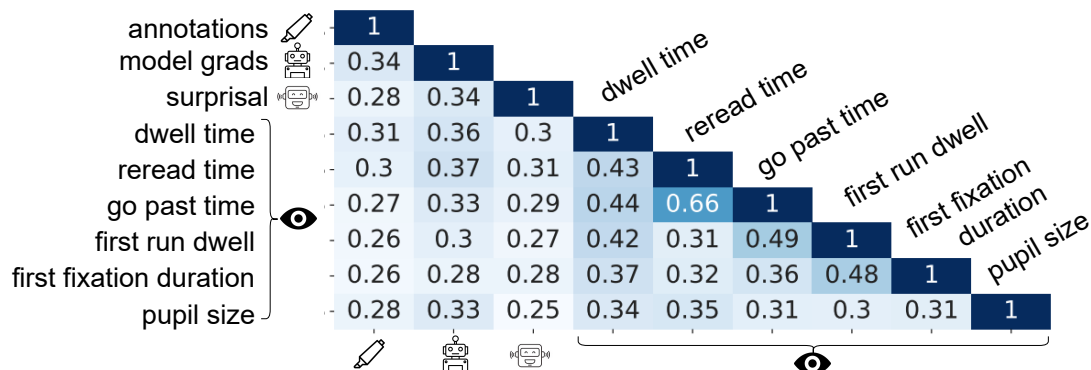 annotations 1
model grads 0.34 1
surprisal 0.28 0.34 1
dwell time 0.31 0.36 0.3 1
reread time 0.3 0.37 0.31 0.43 1
go past time 0.27 0.33 0.29 0.44 0.66 1
first run dwell 0.26 0.3 0.27 0.42 0.31 0.49 1
first fixation duration 0.26 0.28 0.28 0.37 0.32 0.36 0.48 1
pupil size 0.28 0.33 0.25 0.34 0.35 0.31 0.3 0.31 1
dwell time
reread time
go past time
first run dwell
first fixation
duration
pupil size